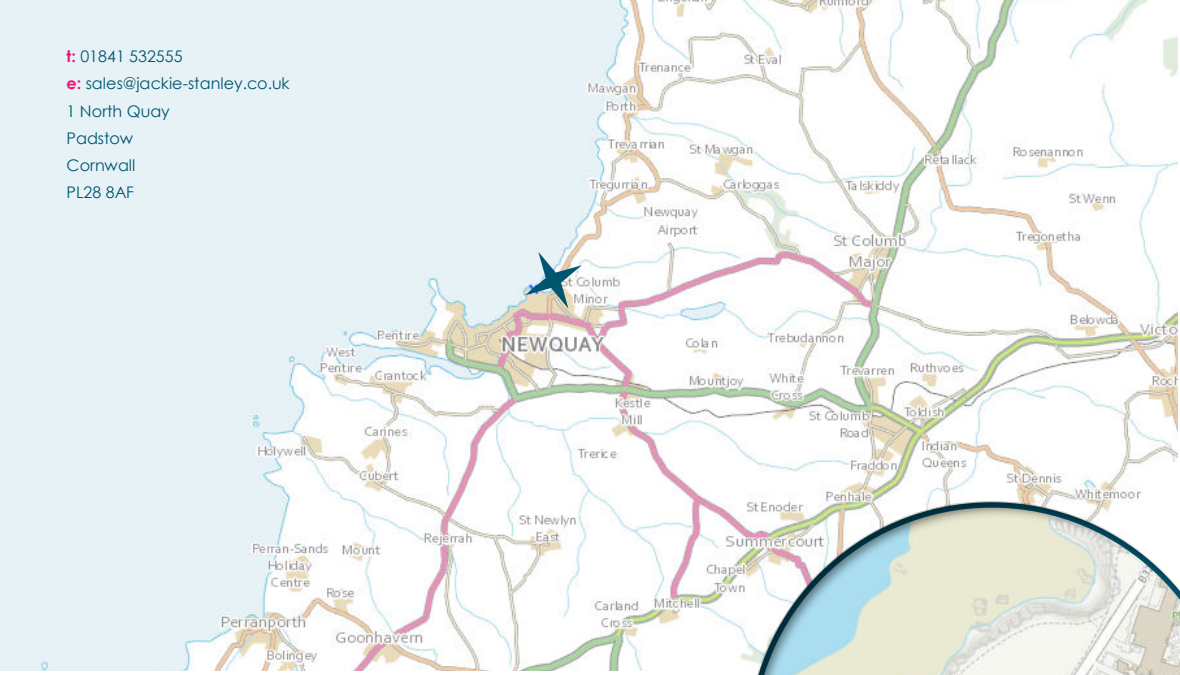 t: 01841 532555
e: sales@jackie-stanley.co.uk
1 North Quay
Padstow
Cornwall
PL28 8AF
Rumford
Trenance
St Eval
Mawgan
Porth
Trevarrian
St Mawgan
Retallack
Rosenannon
Tregurrian
Carloggas
Talskiddy
St Wenn
Newquay
Airport
St Columb
Major
Tregonetha
St Columb
Minor
Pentire
NEWQUAY
Colan
Trebudannon
Belowda
Victo
West
Pentire
Crantock
Mountjoy
White
Cross
Trevarren
Ruthvoes
Roch
Kestle
Mill
St Columb
Road
Toldish
Carines
Holywell
Trerice
Indian
Queens
Fraddon
Cubert
St Dennis
Whitemoor
Penhale
St Enoder
St Newlyn
East
Rejerrah
Summercourt
Perran-Sands
Holiday
Centre
Mount
Chapel
Town
Rose
Carland
Cross
Mitchell
Perranporth
Goonhavern
Bolingey